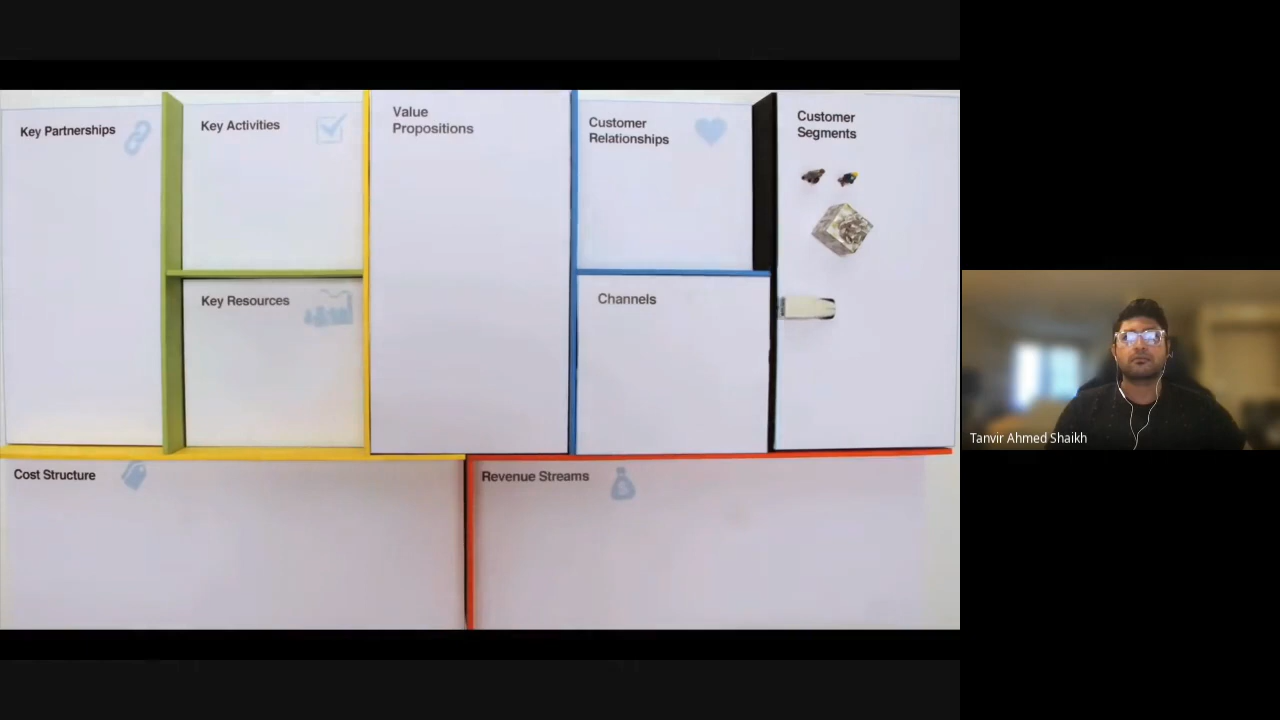 Key Partnerships
Key Activities
Value
Propositions
Customer
Relationships
Customer
Segments
Key Resources
Channels
Cost Structure
Revenue Streams
$
Tanvir Ahmed Shaikh